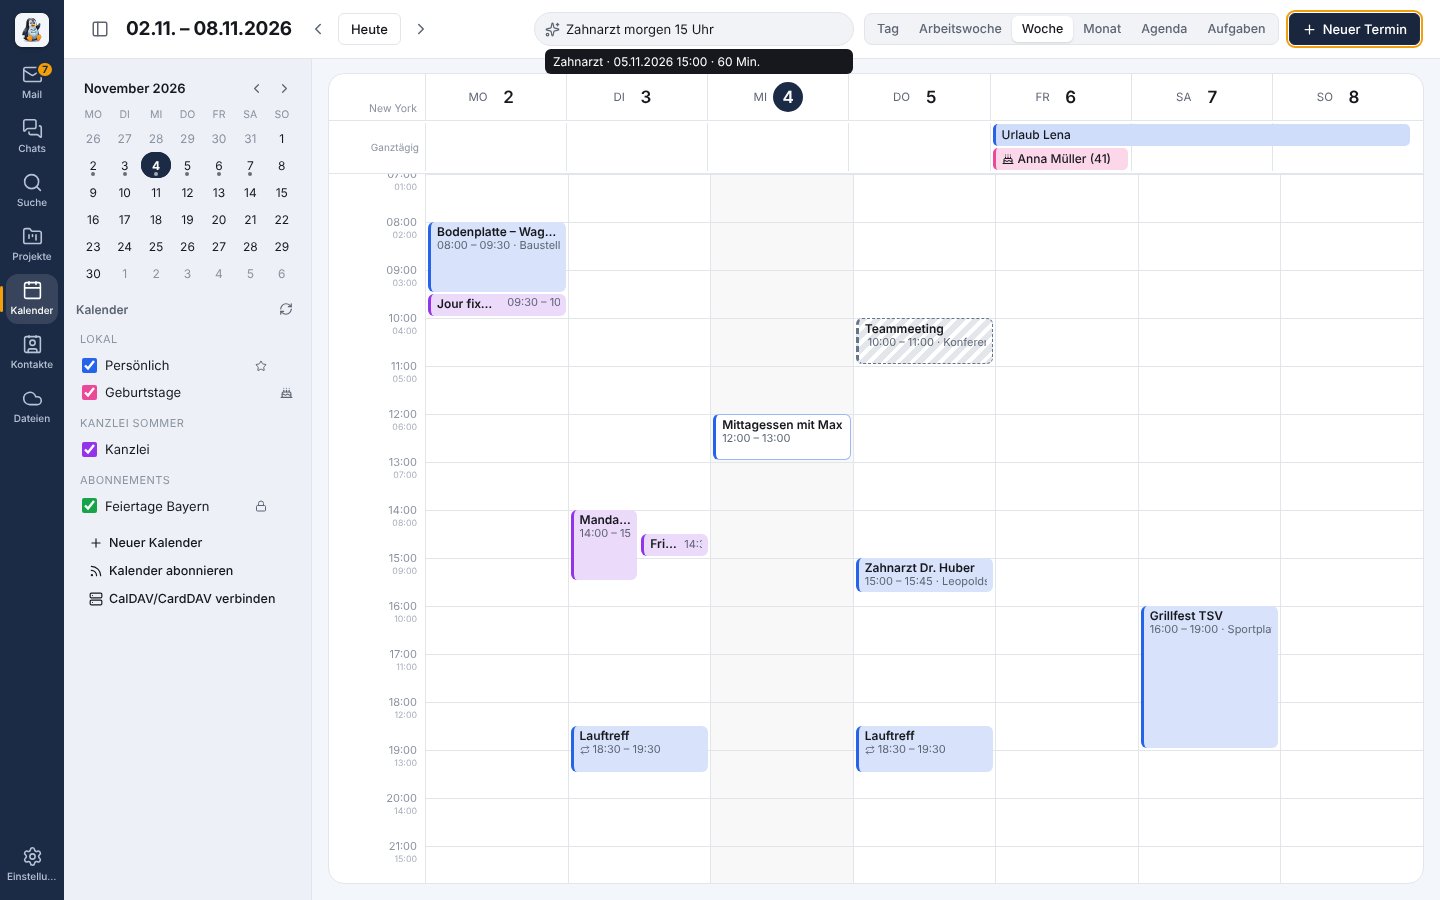 02.11. – 08.11.2026
Heute
Zahnarzt morgen 15 Uhr
Tag
Arbeitswoche
Woche
Monat
Agenda
Aufgaben
Neuer Termin
Zahnarzt · 05.11.2026 15:00 · 60 Min.
7
Mail
Chats
Suche
Projekte
Kalender
Kontakte
Dateien
Einstellu...
November 2026
MO DI MI DO FR SA SO
26 27 28 29 30 31 1
2 3 4 5 6 7 8
9 10 11 12 13 14 15
16 17 18 19 20 21 22
23 24 25 26 27 28 29
30 1 2 3 4 5 6
Kalender
LOKAL
Persönlich
Geburtstage
KANZLEI SOMMER
Kanzlei
ABONNEMENTS
Feiertage Bayern
Neuer Kalender
Kalender abonnieren
CalDAV/CardDAV verbinden
New York
MO 2
DI 3
MI 4
DO 5
FR 6
SA 7
SO 8
Ganztägig
Urlaub Lena
Anna Müller (41)
07:00
01:00
08:00
02:00
09:00
03:00
10:00
04:00
11:00
05:00
12:00
06:00
13:00
07:00
14:00
08:00
15:00
09:00
16:00
10:00
17:00
11:00
18:00
12:00
19:00
13:00
20:00
14:00
21:00
15:00
Bodenplatte – Wag...
08:00 – 09:30 · Baustell
Jour fix... 09:30 – 10
Manda...
14:00 – 15
Fri... 14:3
Lauftreff
18:30 – 19:30
Mittagessen mit Max
12:00 – 13:00
Teammeeting
10:00 – 11:00 · Konferer
Zahnarzt Dr. Huber
15:00 – 15:45 · Leopolds
Lauftreff
18:30 – 19:30
Grillfest TSV
16:00 – 19:00 · Sportpla